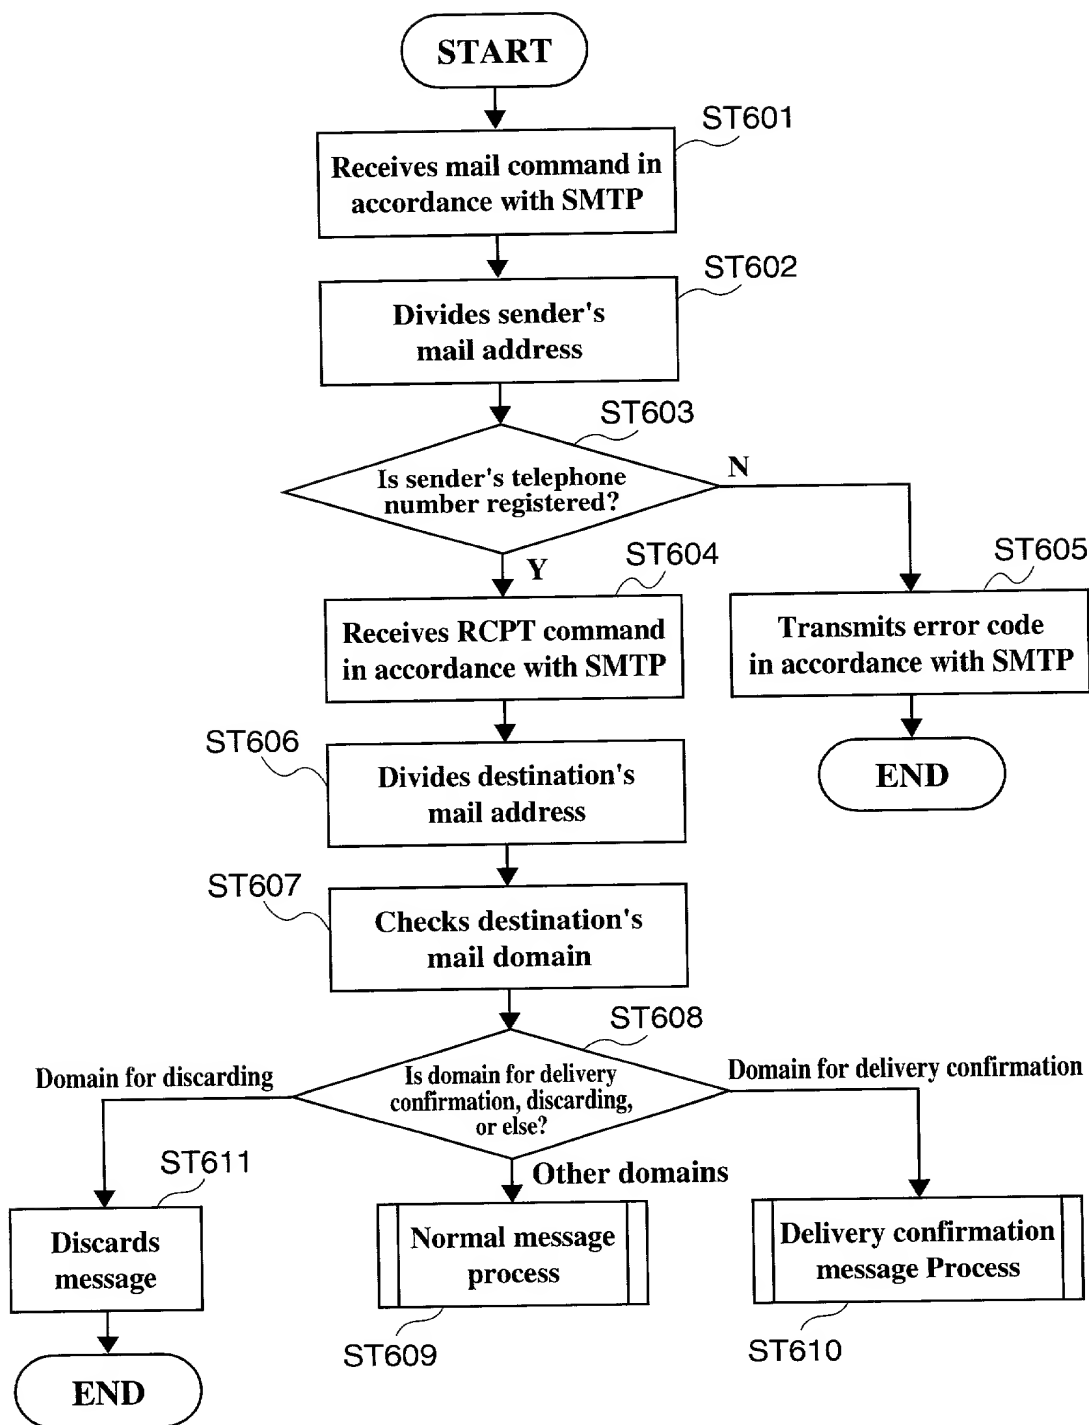 START
ST601
Receives mail command in
accordance with SMTP
ST602
Divides sender's
mail address
ST603
Is sender's telephone
number registered?
N
Y
ST604
Receives RCPT command
in accordance with SMTP
ST605
Transmits error code
in accordance with SMTP
END
ST606
Divides destination's
mail address
ST607
Checks destination's
mail domain
ST608
Is domain for delivery
confirmation, discarding,
or else?
Domain for discarding
Domain for delivery confirmation
Other domains
ST611
Discards
message
END
Normal message
process
ST609
Delivery confirmation
message Process
ST610